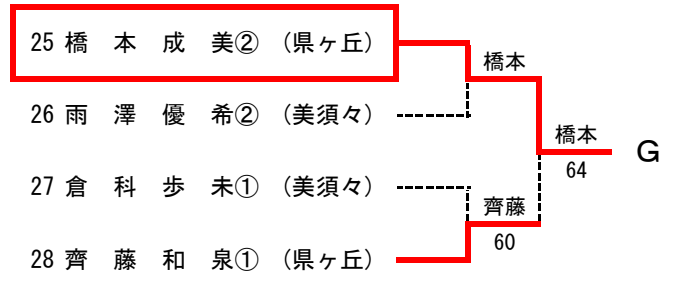 25 橋 本 成 美② (県ヶ丘)
橋本
26 雨 澤 優 希② (美須々)
橋本
64
G
27 倉 科 歩 未① (美須々)
齊藤
60
28 齊 藤 和 泉① (県ヶ丘)